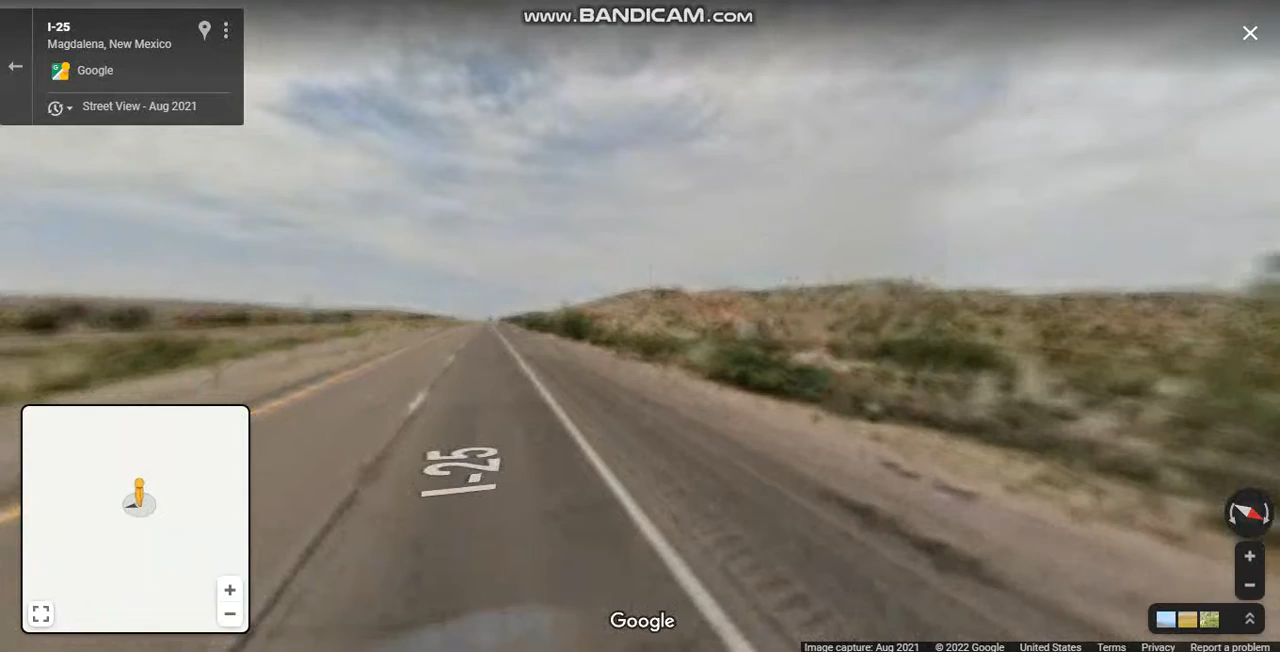 www.BANDICAM.com
I-25
Magdalena, New Mexico
Google
Street View - Aug 2021
I-25
Google
Image capture: Aug 2021 © 2022 Google United States Terms Privacy Report a problem